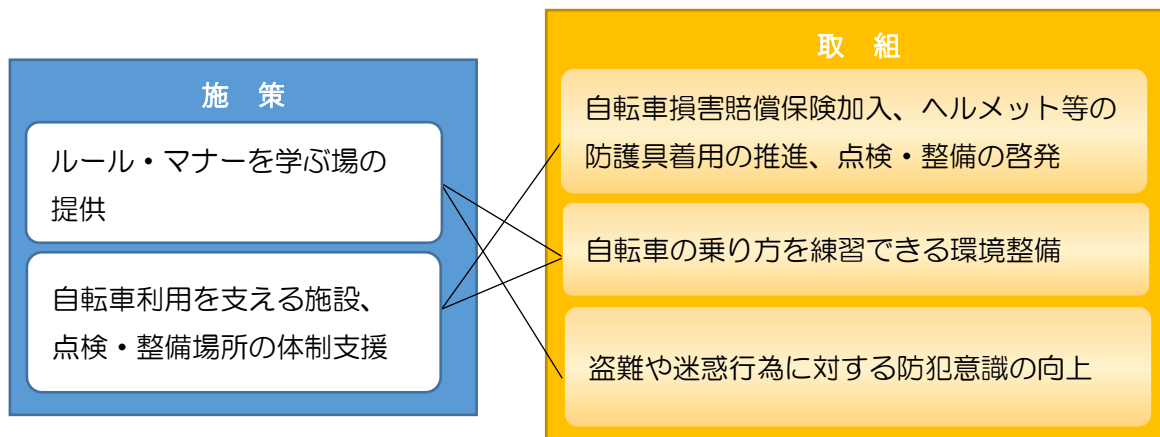 施 策
ルール・マナーを学ぶ場の
提供
自転車利用を支える施設、
点検・整備場所の体制支援
取 組
自転車損害賠償保険加入、ヘルメット等の
防護具着用の推進、点検・整備の啓発
自転車の乗り方を練習できる環境整備
盗難や迷惑行為に対する防犯意識の向上